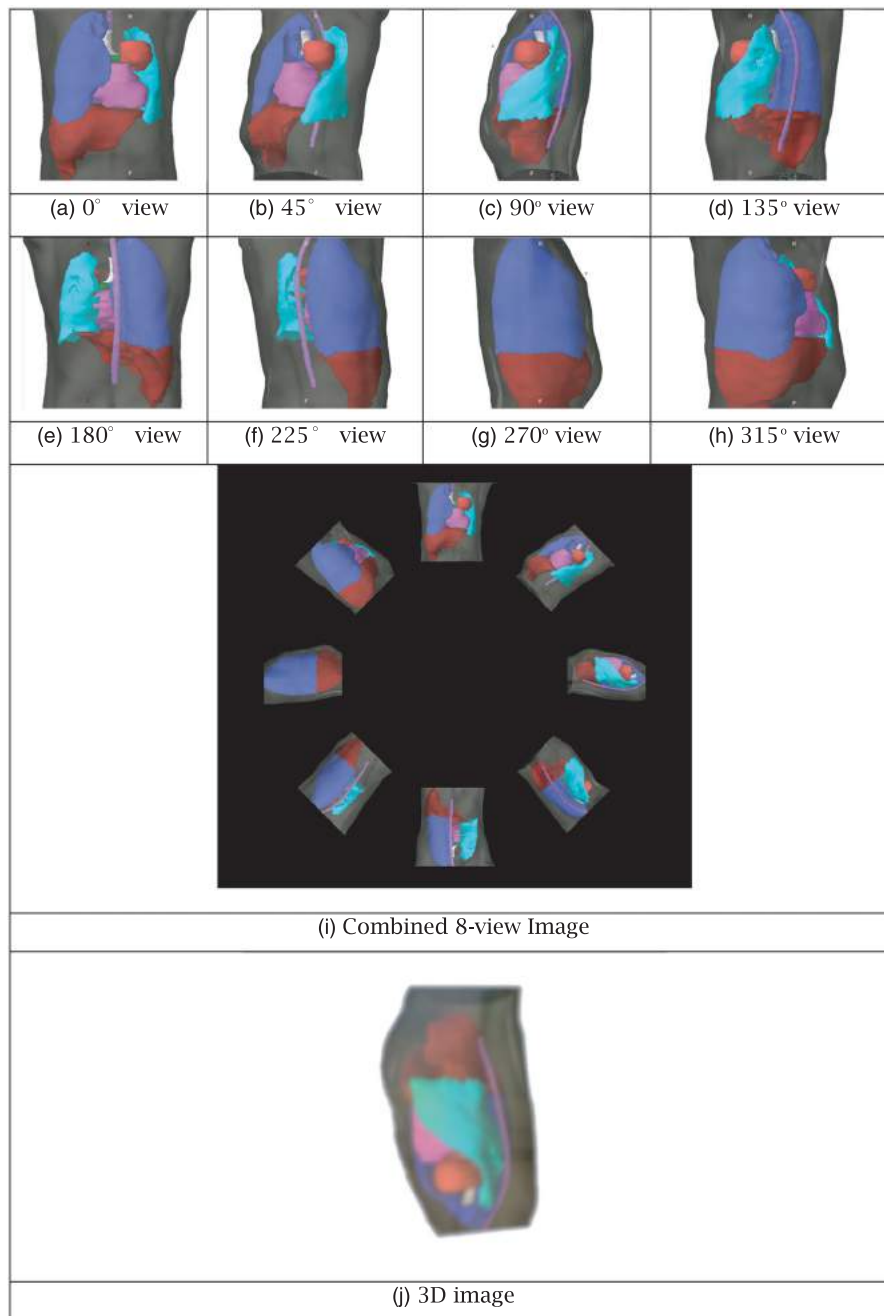 (a) 0° view
(b) 45° view
(c) 90° view
(d) 135° view
(e) 180° view
(f) 225° view
(g) 270° view
(h) 315° view
(i) Combined 8-view Image
(j) 3D image